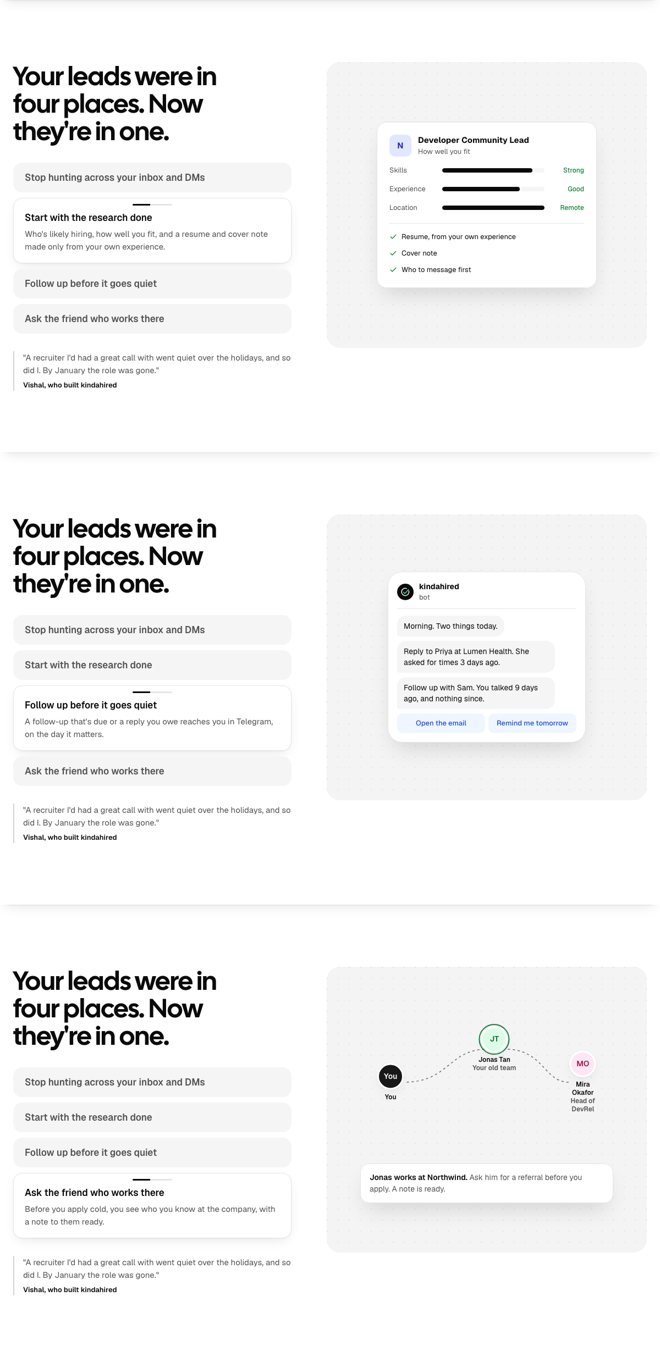 Your leads were in
four places. Now
they're in one.
Stop hunting across your inbox and DMs
Start with the research done
Who's likely hiring, how well you fit, and a resume and cover note
made only from your own experience.
Follow up before it goes quiet
Ask the friend who works there
"A recruiter I'd had a great call with went quiet over the holidays, and so
did I. By January the role was gone."
Vishal, who built kindahired
N
Developer Community Lead
How well you fit
Skills
Strong
Experience
Good
Location
Remote
Resume, from your own experience
Cover note
Who to message first
Your leads were in
four places. Now
they're in one.
Stop hunting across your inbox and DMs
Start with the research done
Follow up before it goes quiet
A follow-up that's due or a reply you owe reaches you in Telegram,
on the day it matters.
Ask the friend who works there
"A recruiter I'd had a great call with went quiet over the holidays, and so
did I. By January the role was gone."
Vishal, who built kindahired
kindahired
bot
Morning. Two things today.
Reply to Priya at Lumen Health. She
asked for times 3 days ago.
Follow up with Sam. You talked 9 days
ago, and nothing since.
Open the email
Remind me tomorrow
Your leads were in
four places. Now
they're in one.
Stop hunting across your inbox and DMs
Start with the research done
Follow up before it goes quiet
Ask the friend who works there
Before you apply cold, you see who you know at the company, with
a note to them ready.
"A recruiter I'd had a great call with went quiet over the holidays, and so
did I. By January the role was gone."
Vishal, who built kindahired
You
You
JT
Jonas Tan
Your old team
MO
Mira
Okafor
Head of
DevRel
Jonas works at Northwind. Ask him for a referral before you
apply. A note is ready.